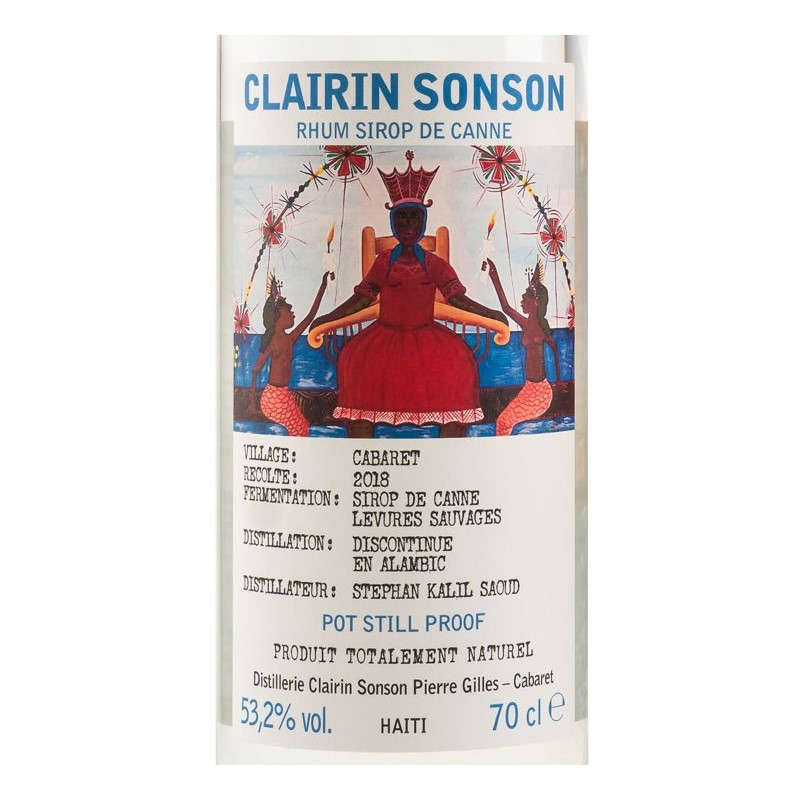 CLAIRIN SONSON
RHUM SIROP DE CANNE
VILLAGE: CABARET
RECOLTE: 2018
FERMENTATION: SIROP DE CANNE
LEVURES SAUVAGES
DISTILLATION: DISCONTINUE
EN ALAMBIC
DISTILLATEUR: STEPHAN KALIL SAOUD
POT STILL PROOF
PRODUIT TOTALEMENT NATUREL
Distillerie Clairin Sonson Pierre Gilles – Cabaret
53,2% vol. HAITI 70 cl e